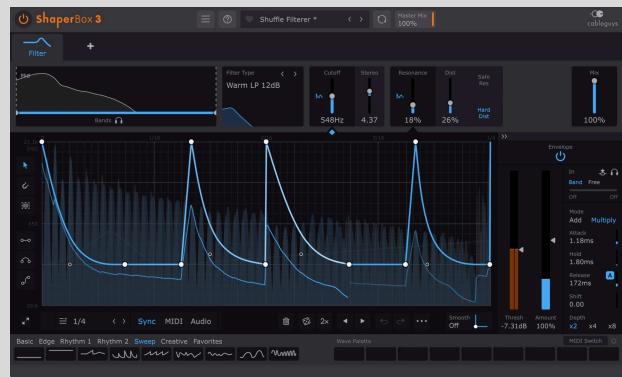 ShaperBox 3
Shuffle Filterer *
Master Mix
100%
cableguys
Filter
+
Mid
Bands
Filter Type
Warm LP 12dB
Cutoff
Stereo
548Hz
4.37
Resonance
Dist
18%
26%
Safe
Res
Hard
Dist
Mix
100%
1/4
Envelope
In
Band Free
Off
Off
Mode
Add Multiply
Attack
1.18ms
Hold
1.80ms
Release
172ms
A
Shift
0.00
Depth
x2 x4 x8
Thresh
-7.31dB
Amount
100%
1/4
Sync MIDI Audio
2x
Smooth
Off
Basic Edge Rhythm 1 Rhythm 2 Sweep Creative Favorites
Wave Palette
MIDI Switch